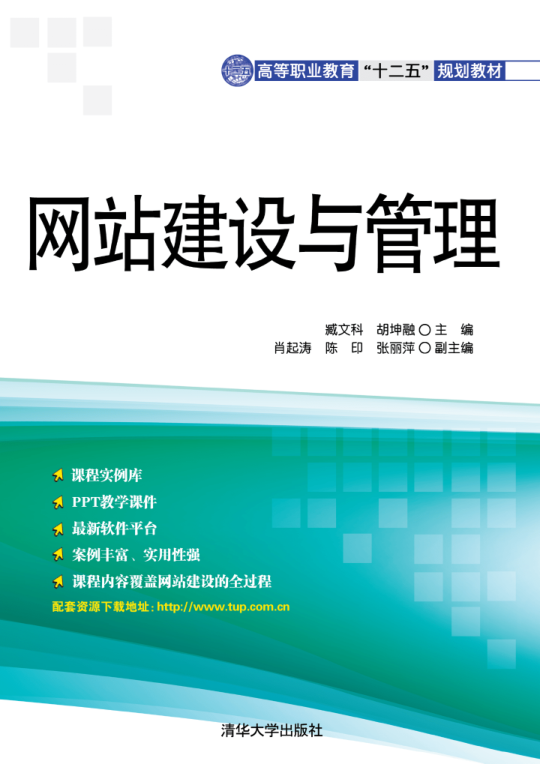 高等职业教育“十二五”规划教材
网站建设与管理
臧文科 胡坤融○主 编
肖起涛 陈 印 张丽萍○副主编
课程实例库
PPT教学课件
最新软件平台
案例丰富、实用性强
课程内容覆盖网站建设的全过程
配套资源下载地址：http://www.tup.com.cn
清华大学出版社